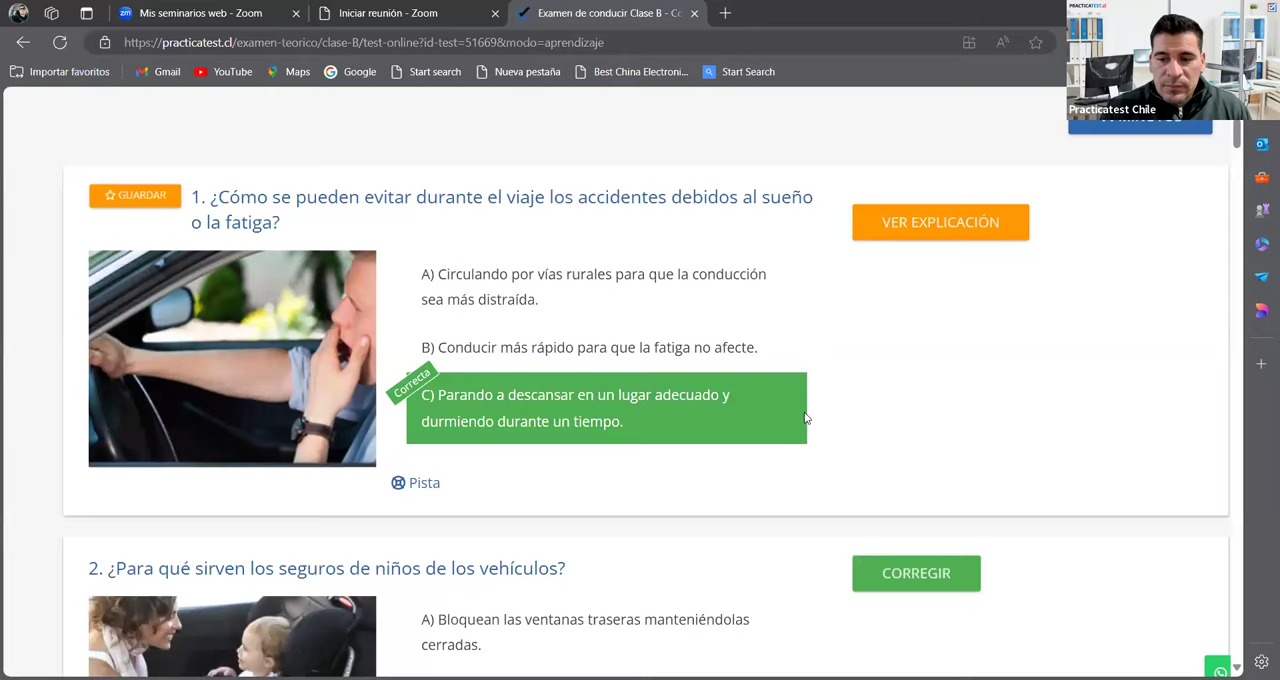 Mis seminarios web - Zoom
Iniciar reunión - Zoom
Examen de conducir Clase B - Co
https://practicatest.cl/examen-teorico/clase-B/test-online?id-test=51669&modo=aprendizaje
Importar favoritos
Gmail
YouTube
Maps
Google
Start search
Nueva pestaña
Best China Electroni...
Start Search
PRACTICATEST.cl
Practicatest Chile
GUARDAR
1. ¿Cómo se pueden evitar durante el viaje los accidentes debidos al sueño
o la fatiga?
VER EXPLICACIÓN
A) Circulando por vías rurales para que la conducción
sea más distraída.
B) Conducir más rápido para que la fatiga no afecte.
Correcta
C) Parando a descansar en un lugar adecuado y
durmiendo durante un tiempo.
Pista
2. ¿Para qué sirven los seguros de niños de los vehículos?
CORREGIR
A) Bloquean las ventanas traseras manteniéndolas
cerradas.